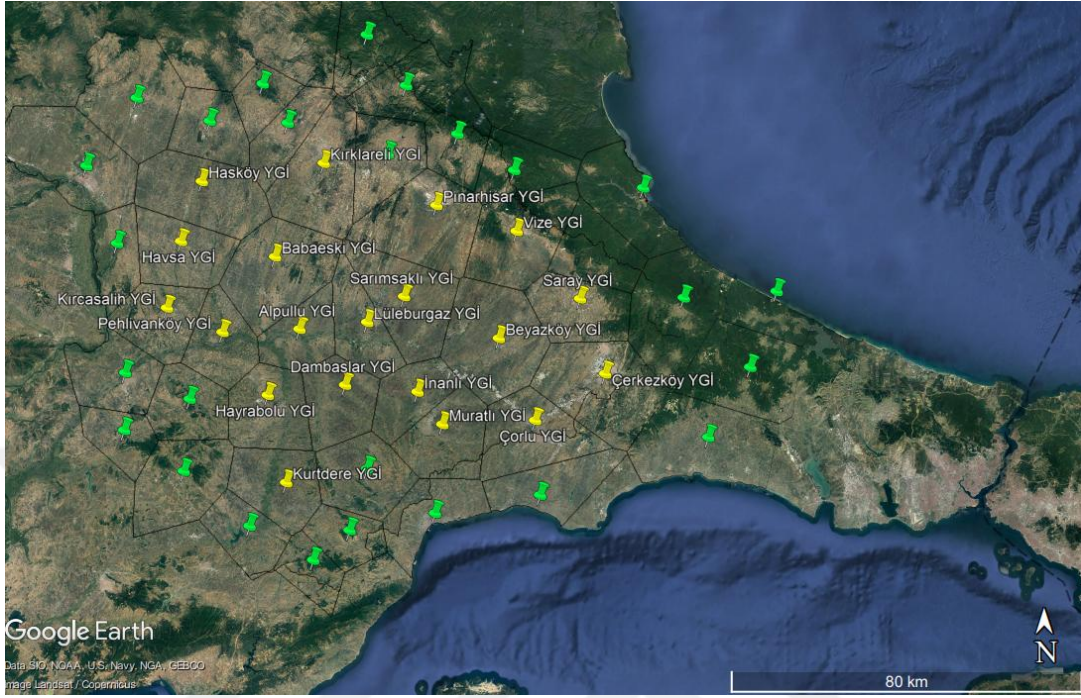 Kırklareli YGİ
Hasköy YGİ
Pınarhisar YGİ
Vize YGİ
Babaeski YGİ
Havsa YGİ
Sarımsaklı YGİ
Saray YGİ
Kırcasalih YGİ
Alpullu YGİ
Lüleburgaz YGİ
Pehlivanköy YGİ
Beyazköy YGİ
Dambaslar YGİ
Çerkezköy YGİ
İnanlı YGİ
Hayrabolu YGİ
Muratlı YGİ
Çorlu YGİ
Kurtdere YGİ
Google Earth
Data SIO, NOAA, U.S. Navy, NGA, GEBCO
Image Landsat / Copernicus
N
80 km